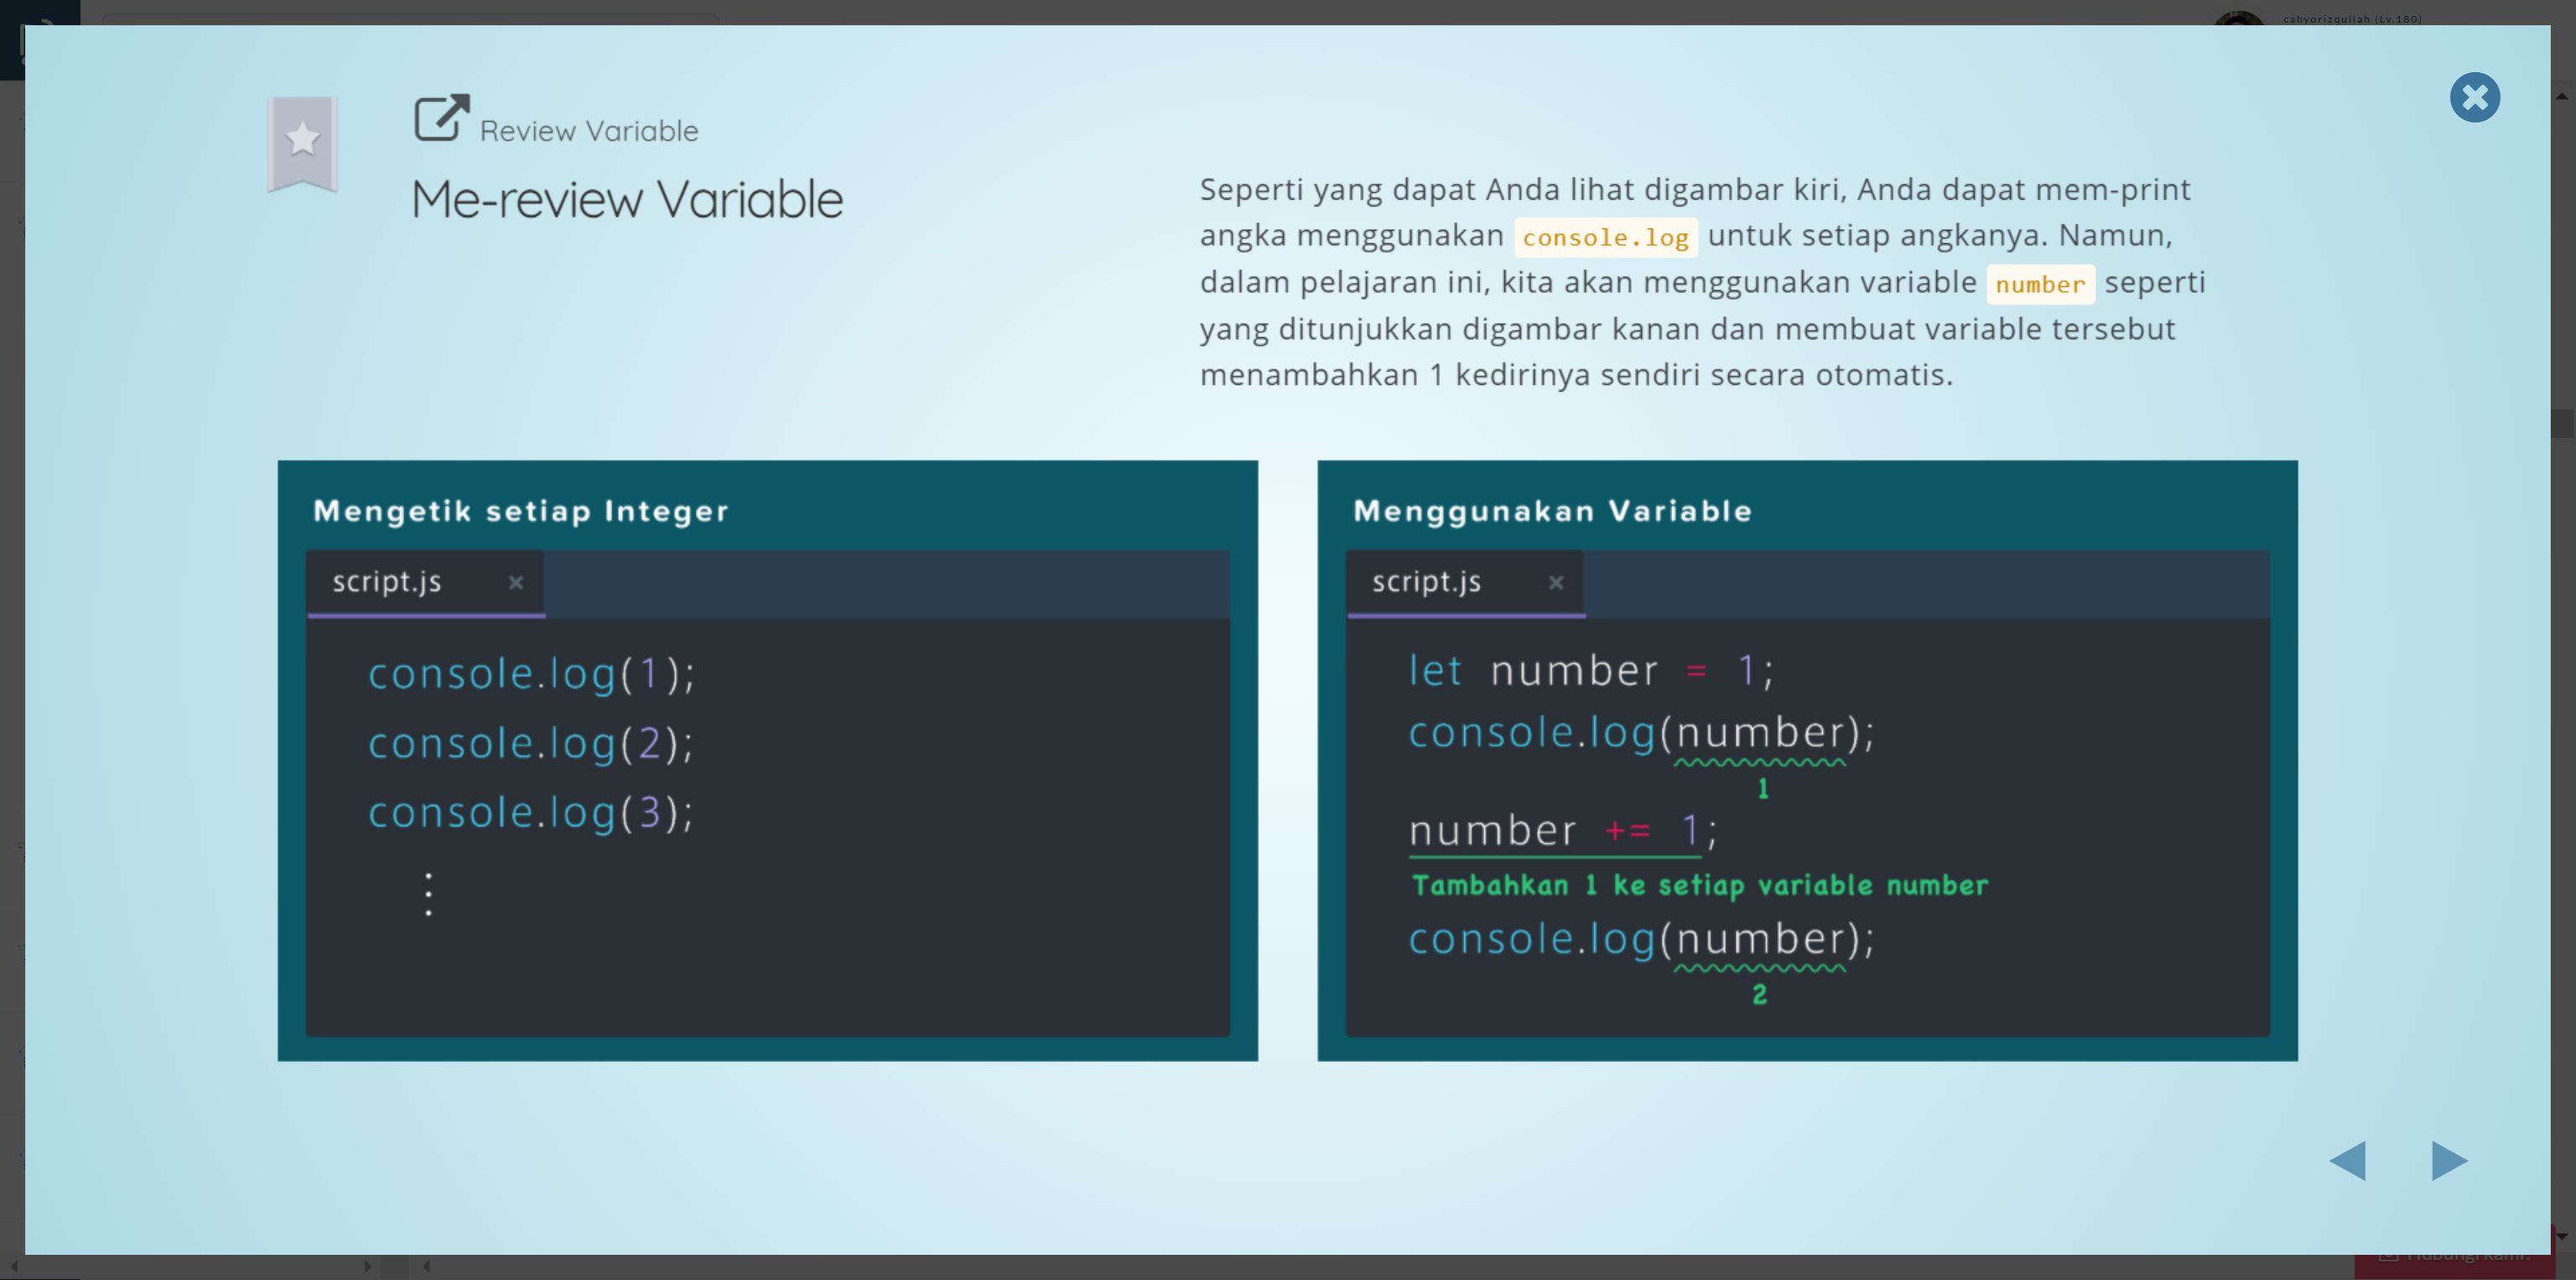 cahyorizqullah (Lv.180)
Review Variable
Me-review Variable
Seperti yang dapat Anda lihat digambar kiri, Anda dapat mem-print
angka menggunakan console.log untuk setiap angkanya. Namun,
dalam pelajaran ini, kita akan menggunakan variable number seperti
yang ditunjukkan digambar kanan dan membuat variable tersebut
menambahkan 1 kedirinya sendiri secara otomatis.
Mengetik setiap Integer
script.js ×
console.log(1);
console.log(2);
console.log(3);
⋮
Menggunakan Variable
script.js ×
let number = 1;
console.log(number);
1
number += 1;
Tambahkan 1 ke setiap variable number
console.log(number);
2